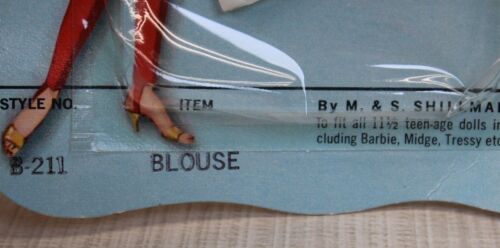 STYLE NO. ITEM By M. & S. SHILLMAN
To fit all 11½ teen-age dolls in-
cluding Barbie, Midge, Tressy etc
B-211 BLOUSE